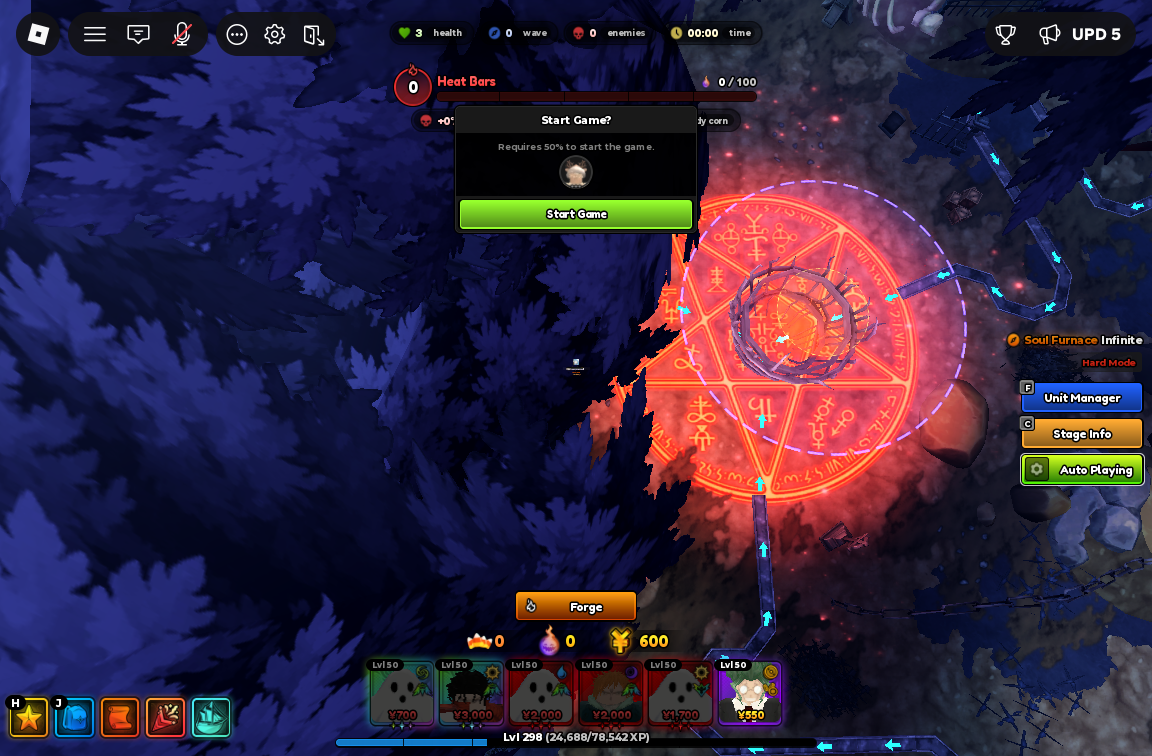 3 health 0 wave 0 enemies 00:00 time
UPD 5
0 Heat Bars 0 / 100
Start Game?
Requires 50% to start the game.
Start Game
Soul Furnace Infinite
Hard Mode
F Unit Manager
C Stage Info
Auto Playing
Forge
0 0 600
Lvl 50 Lvl 50 Lvl 50 Lvl 50 Lvl 50 Lvl 50
¥700 ¥3,000 ¥2,000 ¥2,000 ¥1,700 ¥550
H J
Lvl 298 (24,688/78,542 XP)